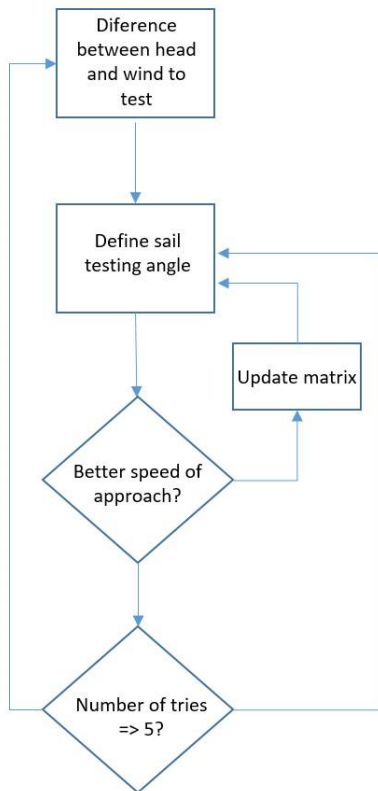 Diference
between head
and wind to
test
Define sail
testing angle
Update matrix
Better speed of
approach?
Number of tries
=> 5?